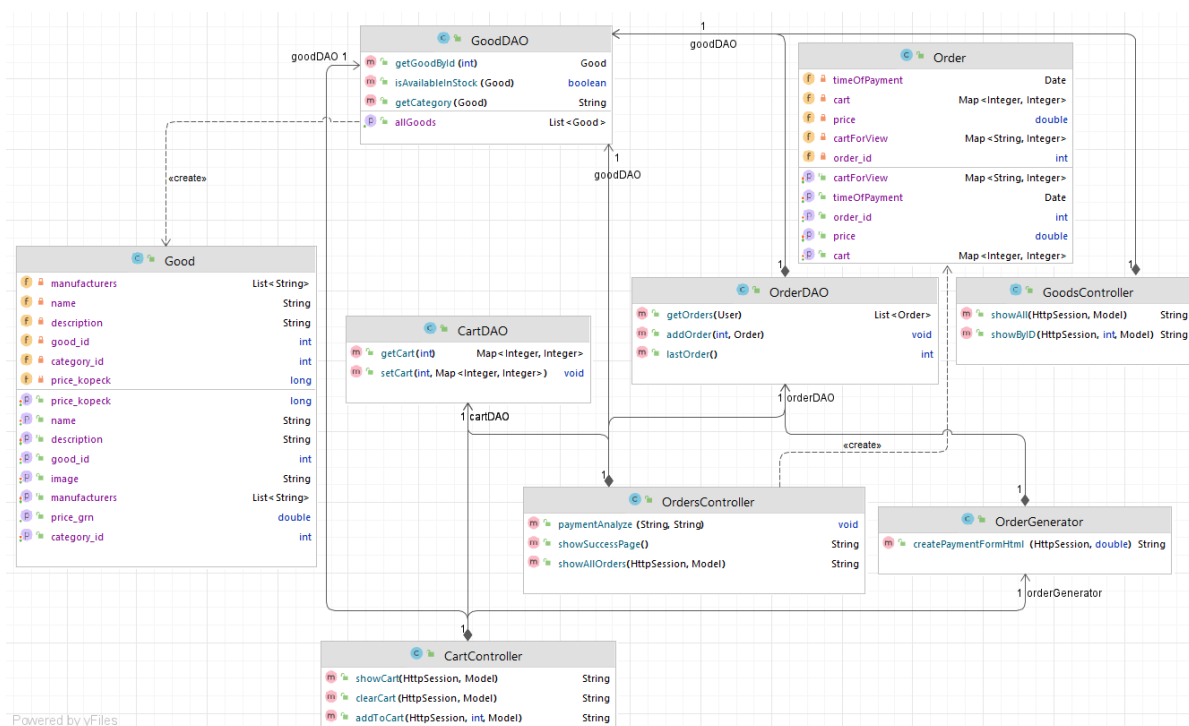 GoodDAO
getGoodById (int) Good
isAvailableInStock (Good) boolean
getCategory (Good) String
allGoods List<Good>
goodDAO 1
1
goodDAO
1
goodDAO
«create»
Order
timeOfPayment Date
cart Map<Integer, Integer>
price double
cartForView Map<String, Integer>
order_id int
cartForView Map<String, Integer>
timeOfPayment Date
order_id int
price double
cart Map<Integer, Integer>
Good
manufacturers List<String>
name String
description String
good_id int
category_id int
price_kopeck long
price_kopeck long
name String
description String
good_id int
image String
manufacturers List<String>
price_grn double
category_id int
1
OrderDAO
getOrders(User) List<Order>
addOrder(int, Order) void
lastOrder() int
1
GoodsController
showAll(HttpSession, Model) String
showByID(HttpSession, int, Model) String
CartDAO
getCart(int) Map<Integer, Integer>
setCart(int, Map<Integer, Integer>) void
1 cartDAO
1 orderDAO
«create»
1
OrdersController
paymentAnalyze (String, String) void
showSuccessPage() String
showAllOrders(HttpSession, Model) String
1
OrderGenerator
createPaymentFormHtml (HttpSession, double) String
1 orderGenerator
1
CartController
showCart(HttpSession, Model) String
clearCart(HttpSession, Model) String
addToCart(HttpSession, int, Model) String
Powered by yFiles